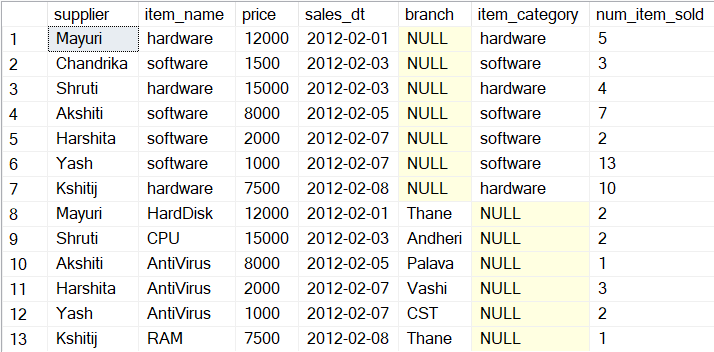 supplier item_name price sales_dt branch item_category num_item_sold
1 Mayuri hardware 12000 2012-02-01 NULL hardware 5
2 Chandrika software 1500 2012-02-03 NULL software 3
3 Shruti hardware 15000 2012-02-03 NULL hardware 4
4 Akshiti software 8000 2012-02-05 NULL software 7
5 Harshita software 2000 2012-02-07 NULL software 2
6 Yash software 1000 2012-02-07 NULL software 13
7 Kshitij hardware 7500 2012-02-08 NULL hardware 10
8 Mayuri HardDisk 12000 2012-02-01 Thane NULL 2
9 Shruti CPU 15000 2012-02-03 Andheri NULL 2
10 Akshiti AntiVirus 8000 2012-02-05 Palava NULL 1
11 Harshita AntiVirus 2000 2012-02-07 Vashi NULL 3
12 Yash AntiVirus 1000 2012-02-07 CST NULL 2
13 Kshitij RAM 7500 2012-02-08 Thane NULL 1